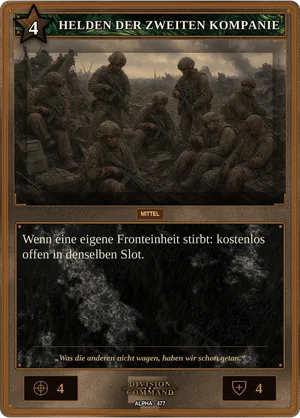 4
HELDEN DER ZWEITEN KOMPANIE
MITTEL
Wenn eine eigene Fronteinheit stirbt: kostenlos
offen in denselben Slot.
„Was die anderen nicht wagen, haben wir schon getan.“
4
DIVISION
COMMAND
4
ALPHA . 477